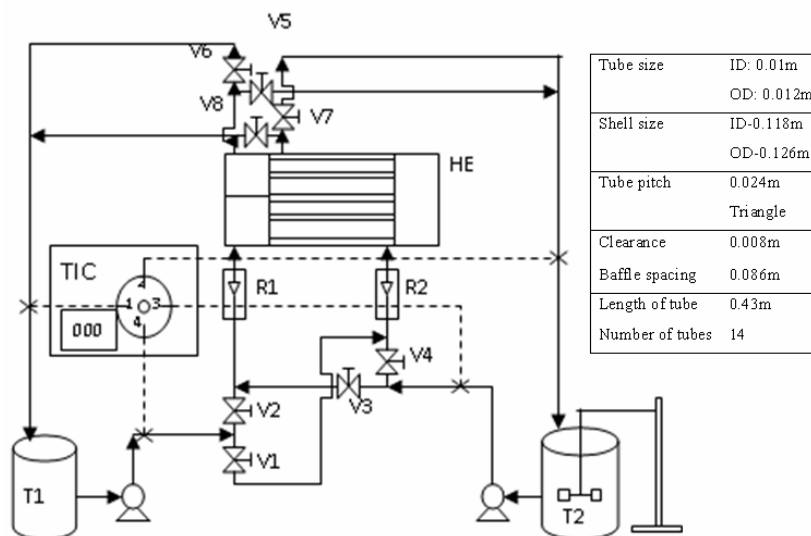 V5
V6
V8
V7
HE
TIC
2
1
3
4
000
R1
R2
V4
V3
V2
V1
T1
T2
Tube size ID: 0.01m
OD: 0.012m
Shell size ID-0.118m
OD-0.126m
Tube pitch 0.024m
Triangle
Clearance 0.008m
Baffle spacing 0.086m
Length of tube 0.43m
Number of tubes 14